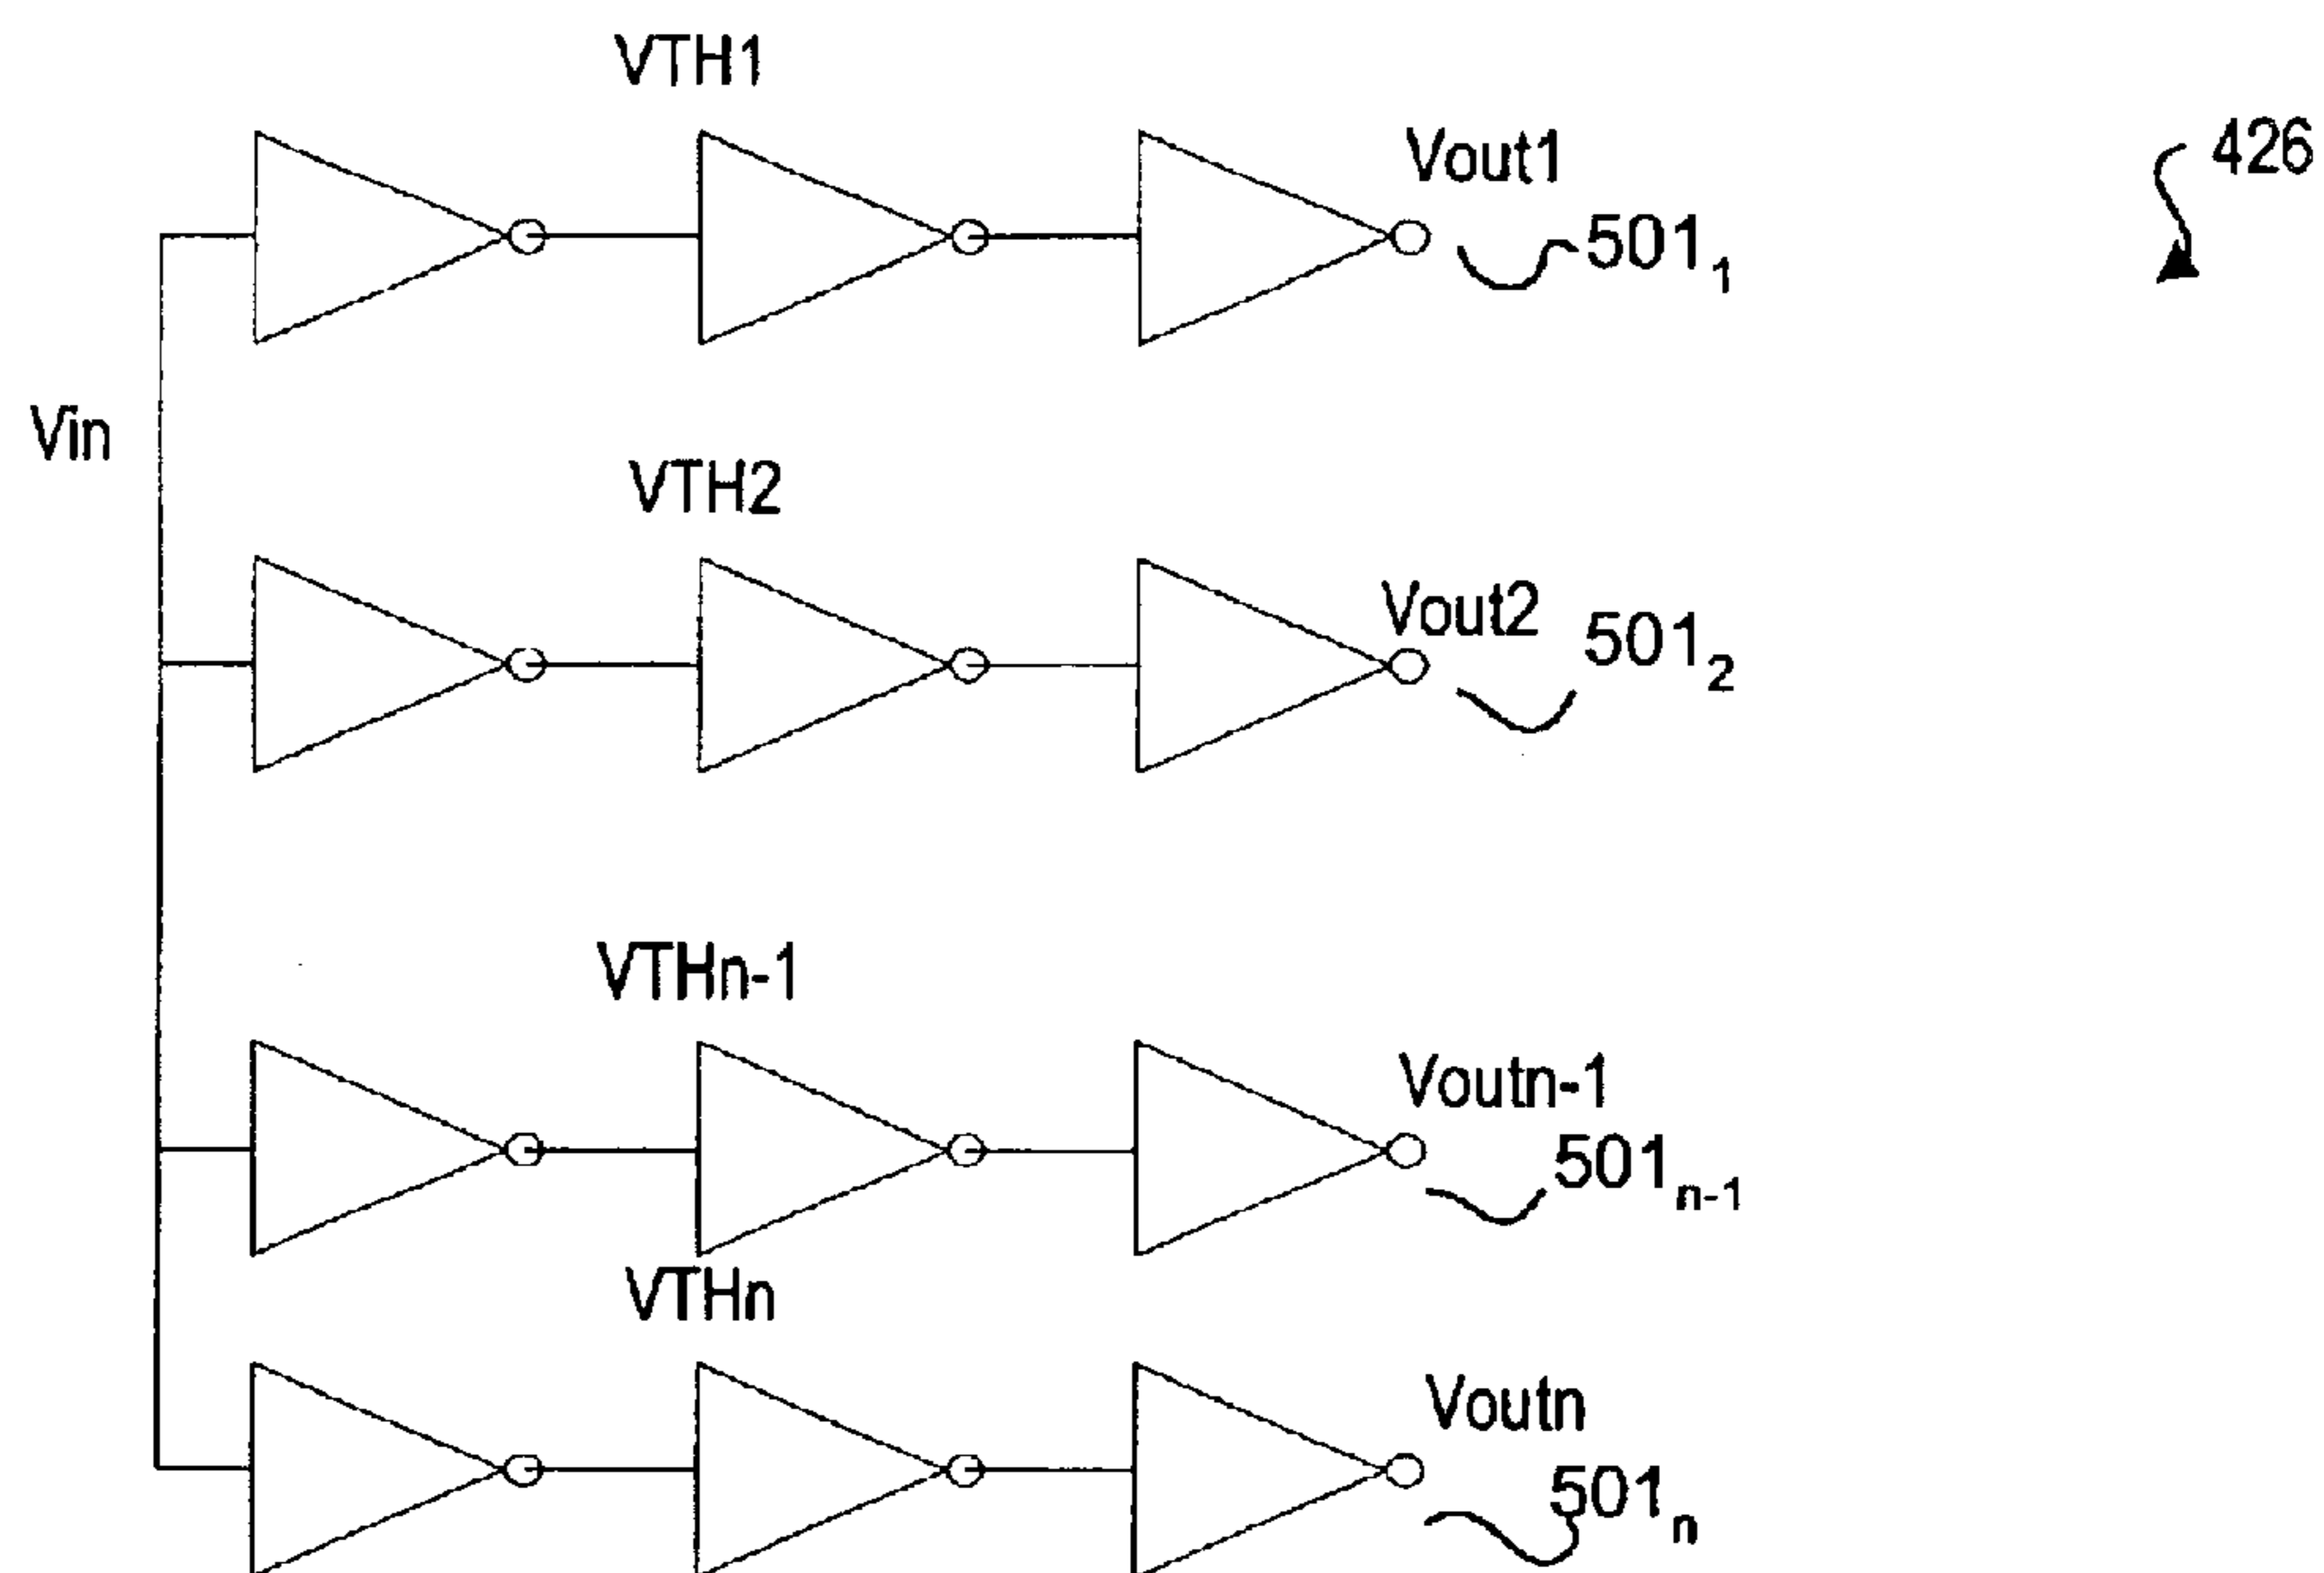 VTH1
Vout1
426
501₁
Vin
VTH2
Vout2
501₂
VTHn-1
Voutn-1
501ₙ₋₁
VTHn
Voutn
501ₙ